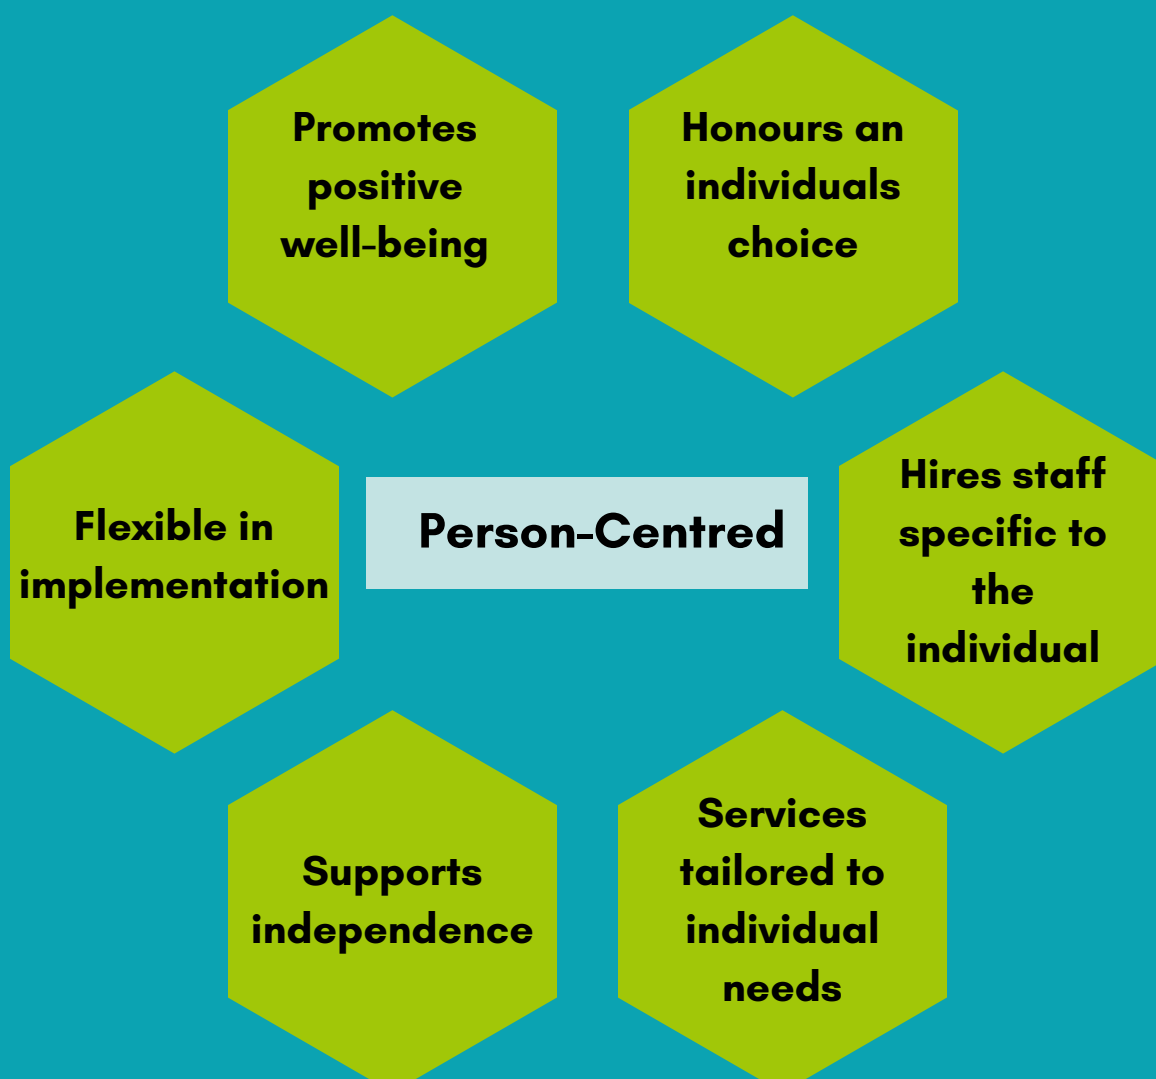 Promotes
positive
well-being
Honours an
individuals
choice
Flexible in
implementation
Person-Centred
Hires staff
specific to
the
individual
Supports
independence
Services
tailored to
individual
needs